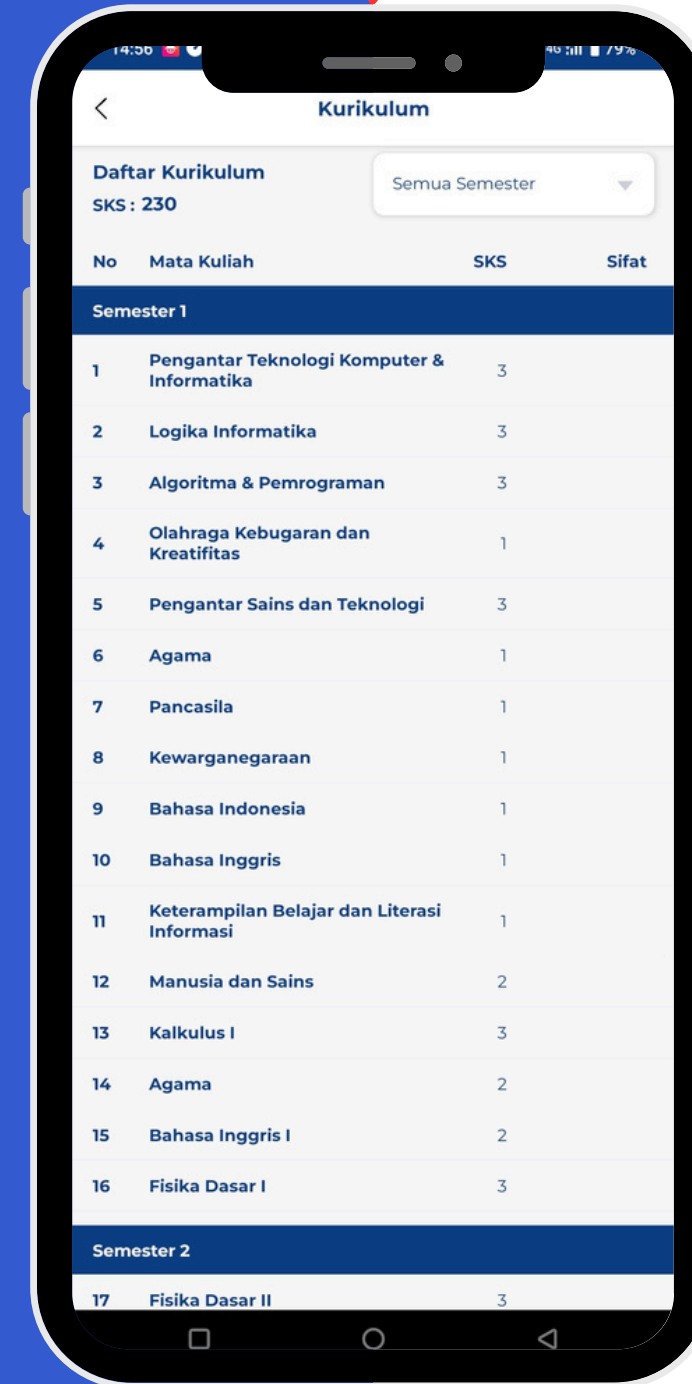 14:56
4G
79%
Kurikulum
Daftar Kurikulum
SKS : 230
Semua Semester
No Mata Kuliah SKS Sifat
Semester 1
1 Pengantar Teknologi Komputer & 3
Informatika
2 Logika Informatika 3
3 Algoritma & Pemrograman 3
4 Olahraga Kebugaran dan 1
Kreatifitas
5 Pengantar Sains dan Teknologi 3
6 Agama 1
7 Pancasila 1
8 Kewarganegaraan 1
9 Bahasa Indonesia 1
10 Bahasa Inggris 1
11 Keterampilan Belajar dan Literasi 1
Informasi
12 Manusia dan Sains 2
13 Kalkulus I 3
14 Agama 2
15 Bahasa Inggris I 2
16 Fisika Dasar I 3
Semester 2
17 Fisika Dasar II 3